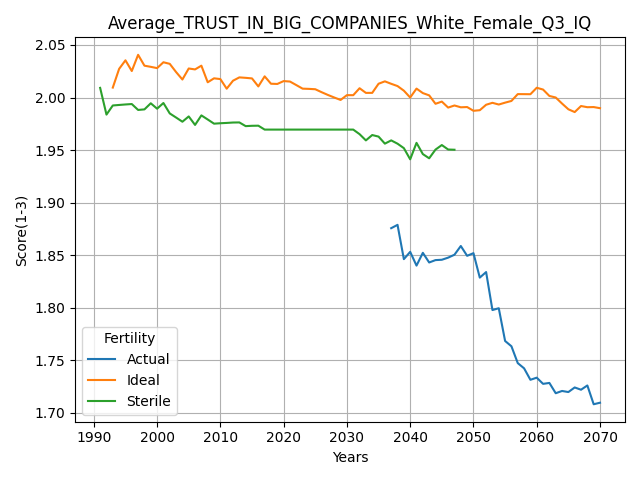 Average_TRUST_IN_BIG_COMPANIES_White_Female_Q3_IQ
2.05
2.00
1.95
1.90
1.85
1.80
1.75
1.70
Score(1-3)
Fertility
Actual
Ideal
Sterile
1990 2000 2010 2020 2030 2040 2050 2060 2070
Years